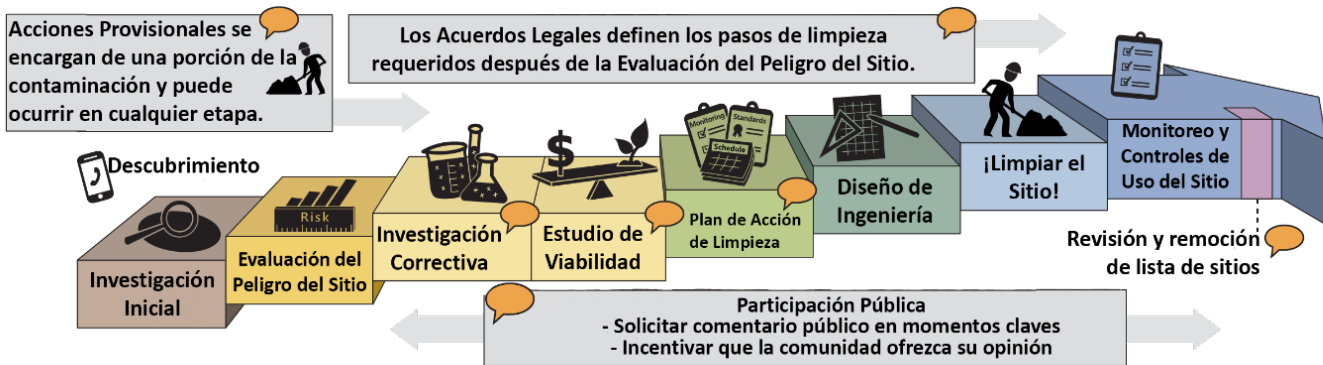 Acciones Provisionales se
encargan de una porción de la
contaminación y puede
ocurrir en cualquier etapa.
Los Acuerdos Legales definen los pasos de limpieza
requeridos después de la Evaluación del Peligro del Sitio.
Descubrimiento
Investigación
Inicial
Risk
Evaluación del
Peligro del Sitio
Investigación
Correctiva
$
Estudio de
Viabilidad
Monitoring
Standards
Schedule
Plan de Acción
de Limpieza
Diseño de
Ingeniería
¡Limpiar el
Sitio!
Monitoreo y
Controles de
Uso del Sitio
Revisión y remoción
de lista de sitios
Participación Pública
- Solicitar comentario público en momentos claves
- Incentivar que la comunidad ofrezca su opinión